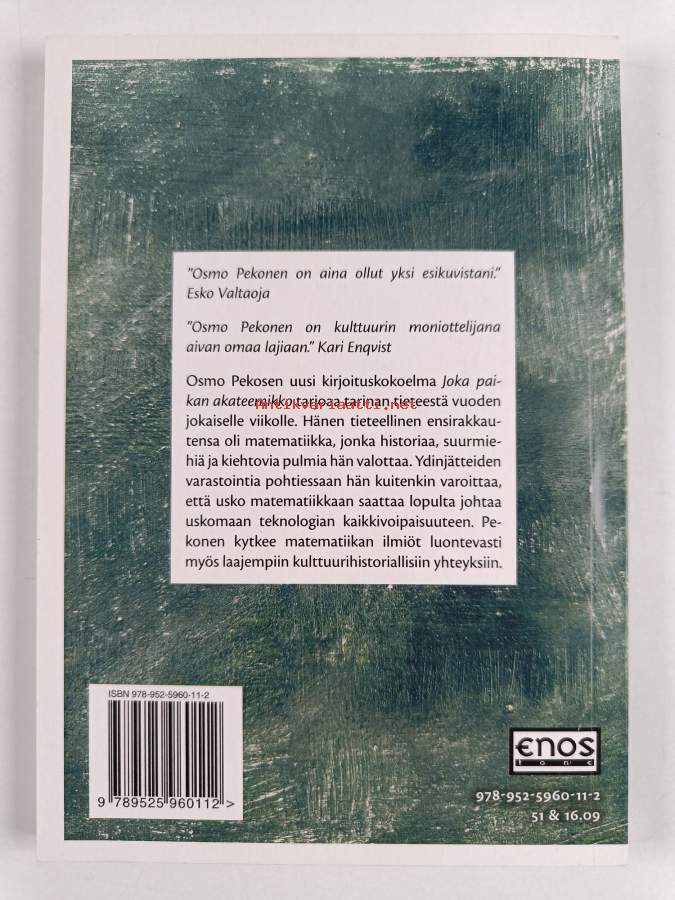 "Osmo Pekonen on aina ollut yksi esikuvistani."
Esko Valtaoja
"Osmo Pekonen on kulttuurin moniottelijana
aivan omaa lajiaan." Kari Enqvist
Osmo Pekosen uusi kirjoituskokoelma Joka pai-
kan akateemikko tarjoaa tarinan tieteestä vuoden
Antikvariaatti.net
jokaiselle viikolle. Hänen tieteellinen ensirakkau-
tensa oli matematiikka, jonka historiaa, suurmie-
hiä ja kiehtovia pulmia hän valottaa. Ydinjätteiden
varastointia pohtiessaan hän kuitenkin varoittaa,
että usko matematiikkaan saattaa lopulta johtaa
uskomaan teknologian kaikkivoipaisuuteen. Pe-
konen kytkee matematiikan ilmiöt luontevasti
myös laajempiin kulttuurihistoriallisiin yhteyksiin.
ISBN 978-952-5960-11-2
9 789525 960112 >
enos
tone
978-952-5960-11-2
51 & 16.09